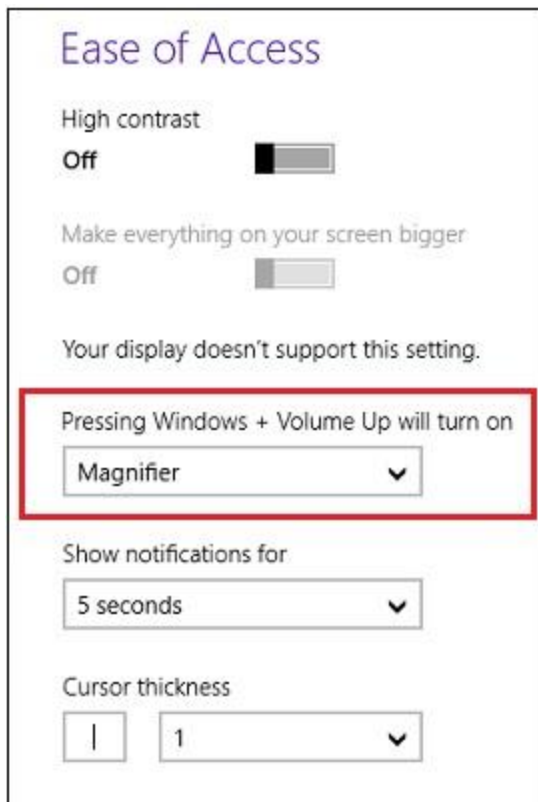 Ease of Access
High contrast
Off
Make everything on your screen bigger
Off
Your display doesn't support this setting.
Pressing Windows + Volume Up will turn on
Magnifier
Show notifications for
5 seconds
Cursor thickness
1